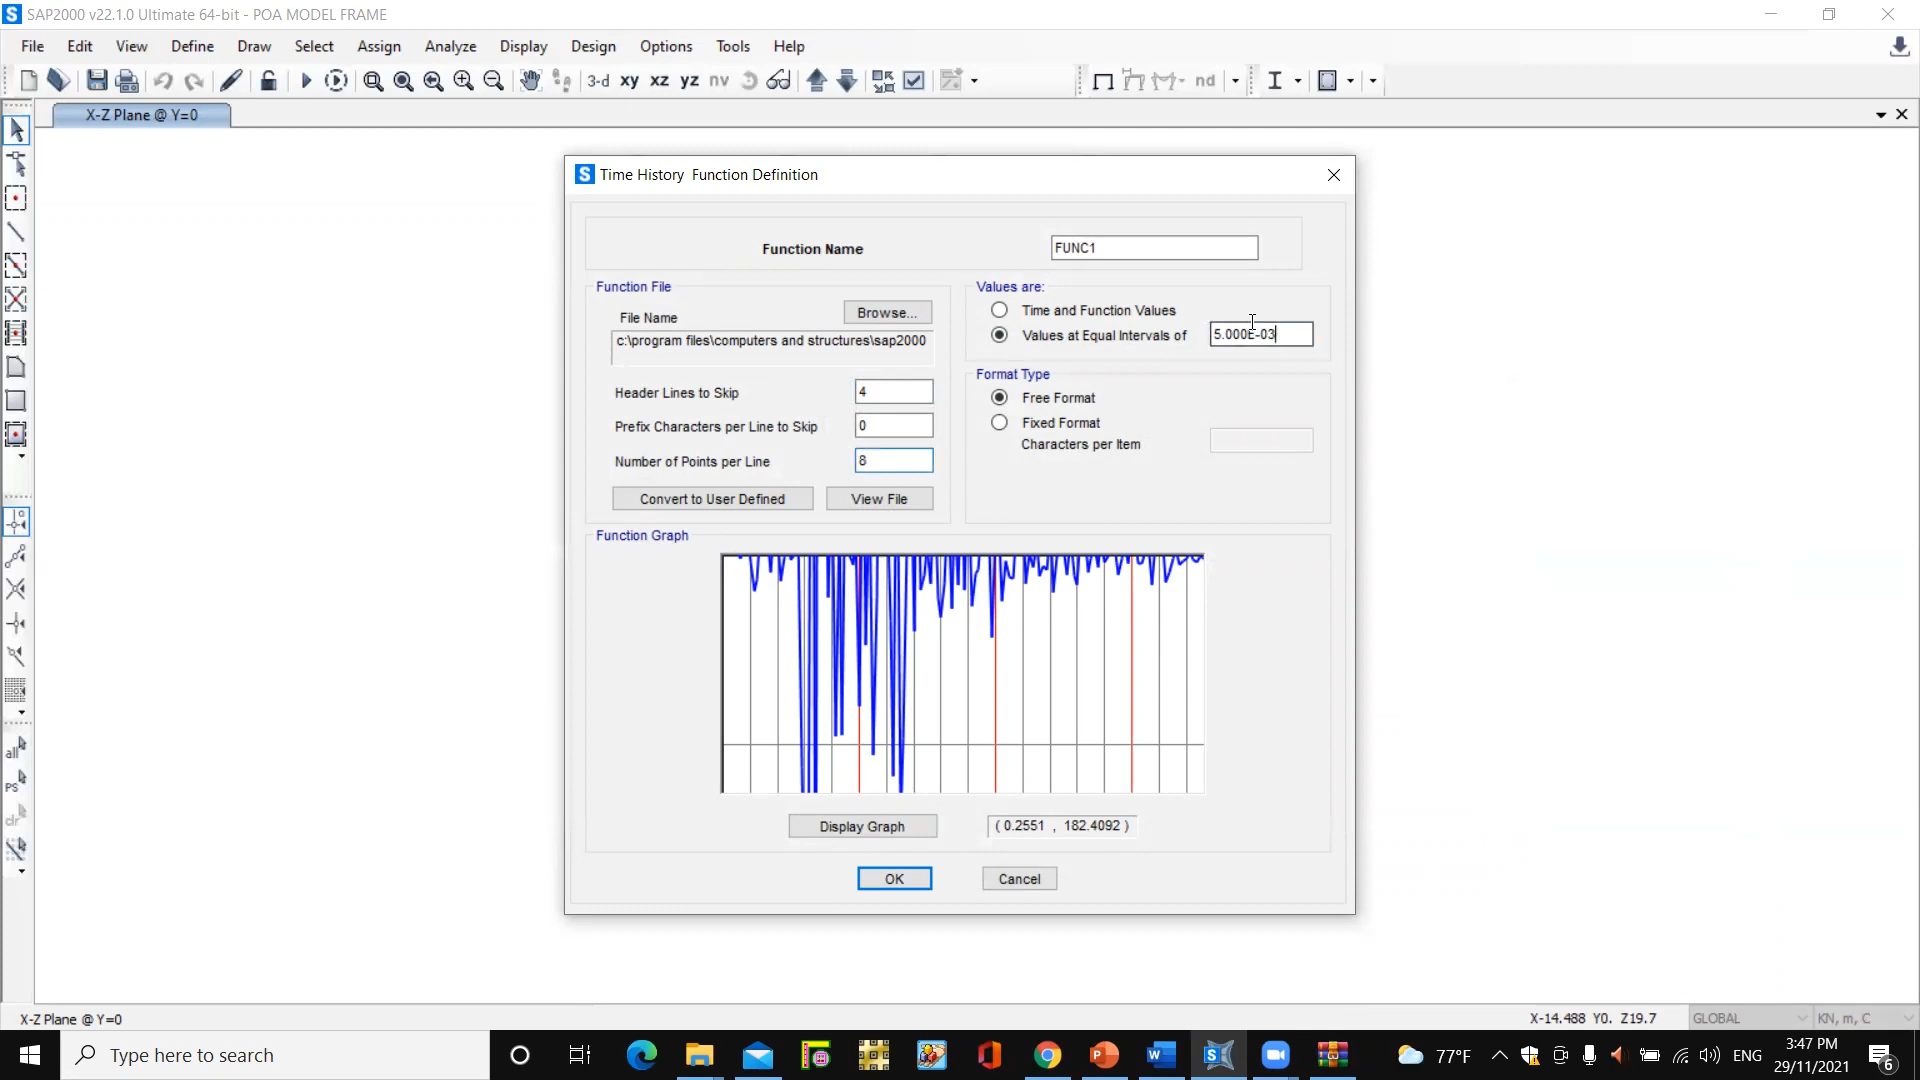 SAP2000 v22.1.0 Ultimate 64-bit - POA MODEL FRAME
File Edit View Define Draw Select Assign Analyze Display Design Options Tools Help
3-d xy xz yz nv nd
X-Z Plane @ Y=0
Time History Function Definition
Function Name FUNC1
Function File
File Name Browse...
c:\program files\computers and structures\sap2000
Header Lines to Skip 4
Prefix Characters per Line to Skip 0
Number of Points per Line 8
Convert to User Defined View File
Values are:
Time and Function Values
Values at Equal Intervals of 5.000E-03
Format Type
Free Format
Fixed Format
Characters per Item
Function Graph
Display Graph (0.2551 , 182.4092 )
OK Cancel
all
PS
clr
X-Z Plane @ Y=0 X-14.488 Y0. Z19.7 GLOBAL KN, m, C
Type here to search 77°F ENG 3:47 PM
29/11/2021 6